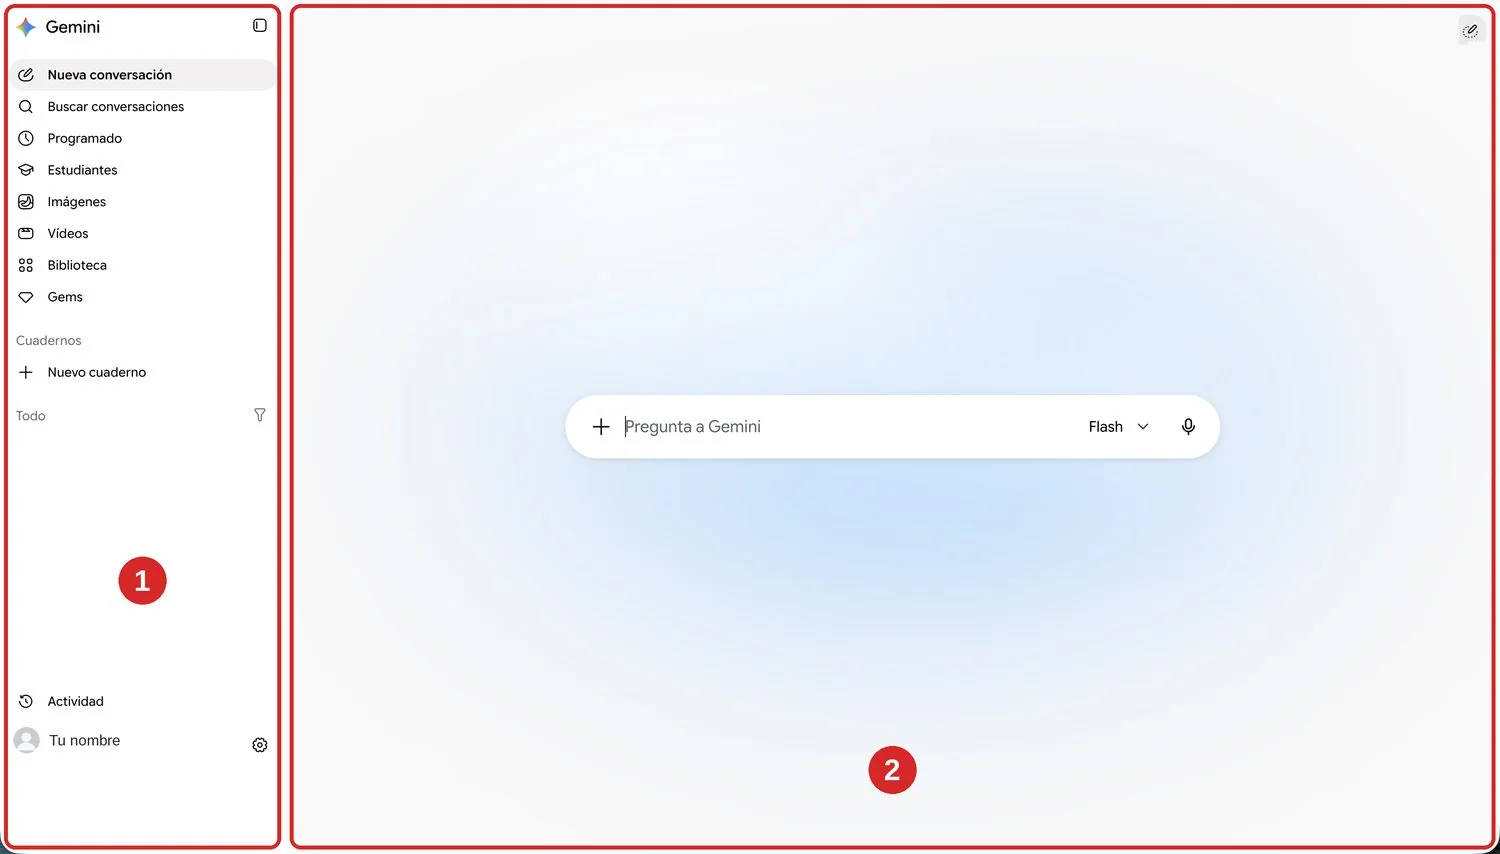 Gemini
Nueva conversación
Buscar conversaciones
Programado
Estudiantes
Imágenes
Vídeos
Biblioteca
Gems
Cuadernos
Nuevo cuaderno
Todo
1
Actividad
Tu nombre
Pregunta a Gemini
Flash
2